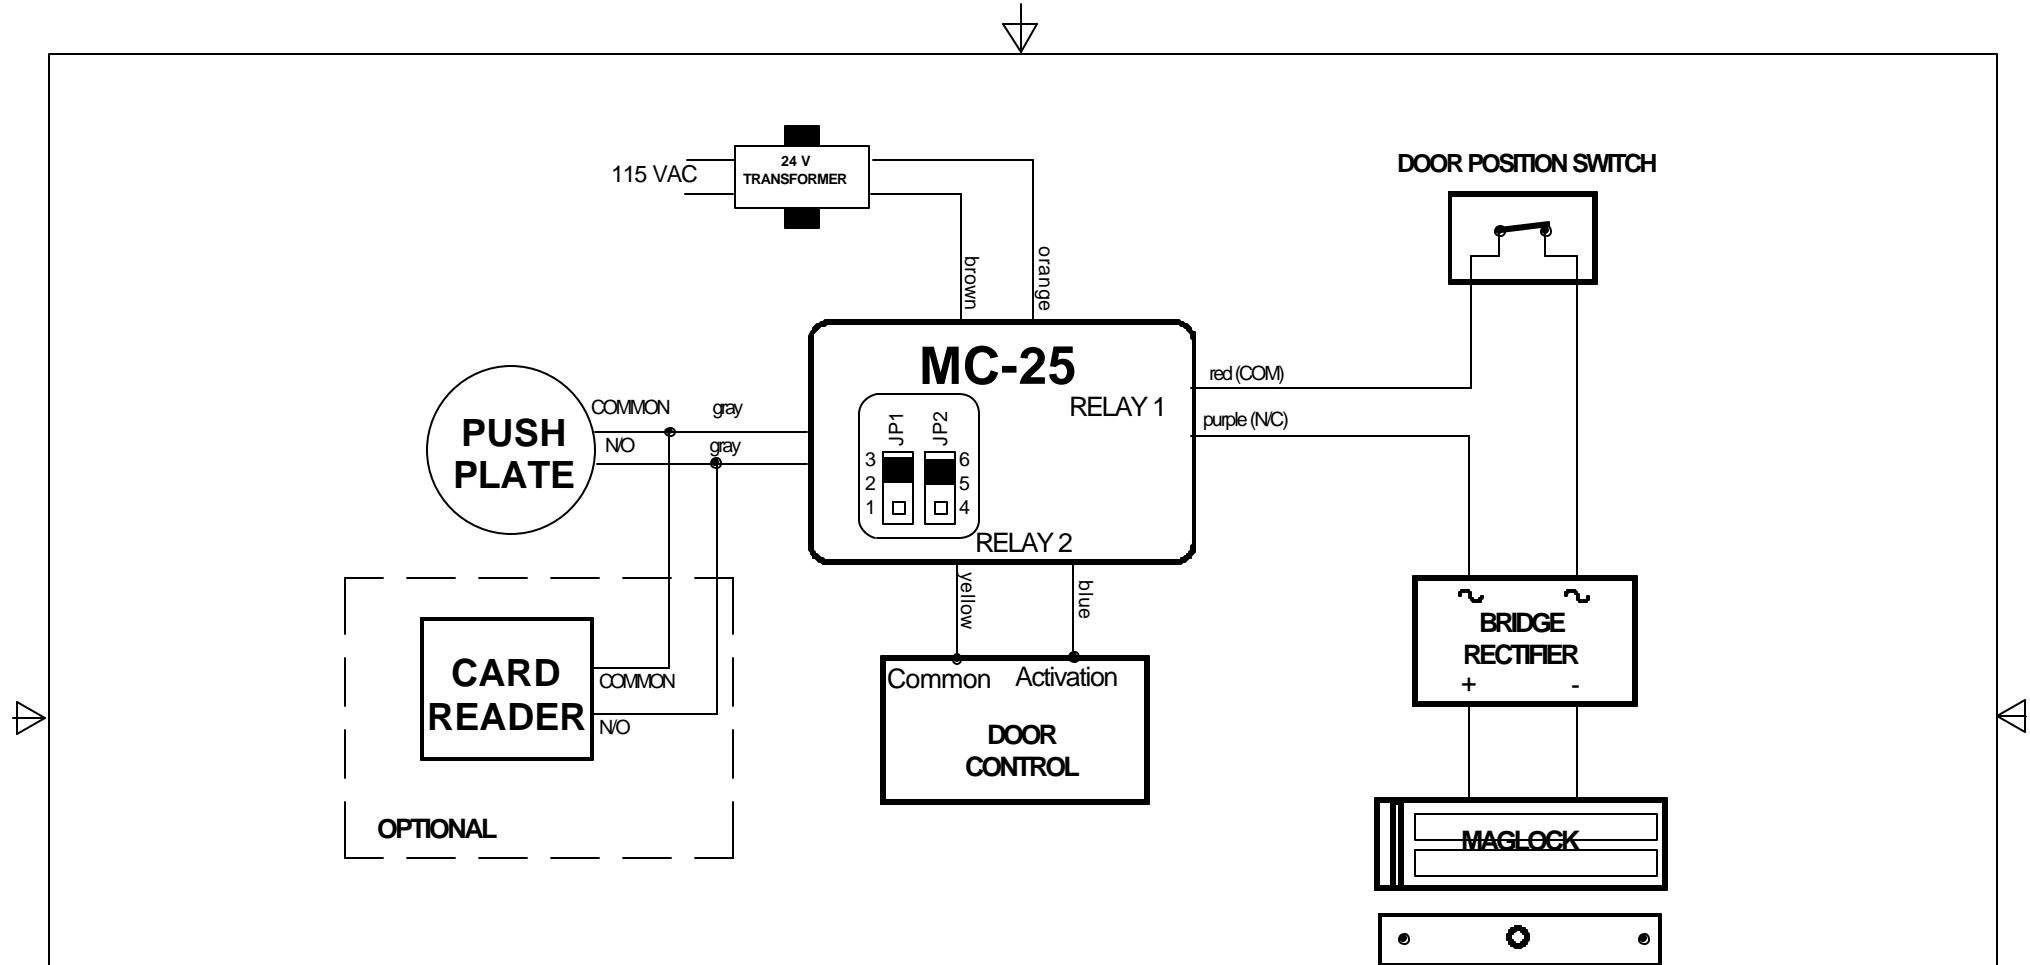 115 VAC
24 V
TRANSFORMER
DOOR POSITION SWITCH
brown
orange
MC-25
RELAY 1
red (COM)
purple (N/C)
PUSH
PLATE
COMMON
gray
N/O
gray
JP1
JP2
3
2
1
6
5
4
RELAY 2
yellow
blue
CARD
READER
COMMON
N/O
OPTIONAL
Common
Activation
DOOR
CONTROL
BRIDGE
RECTIFIER
+
-
MAGLOCK